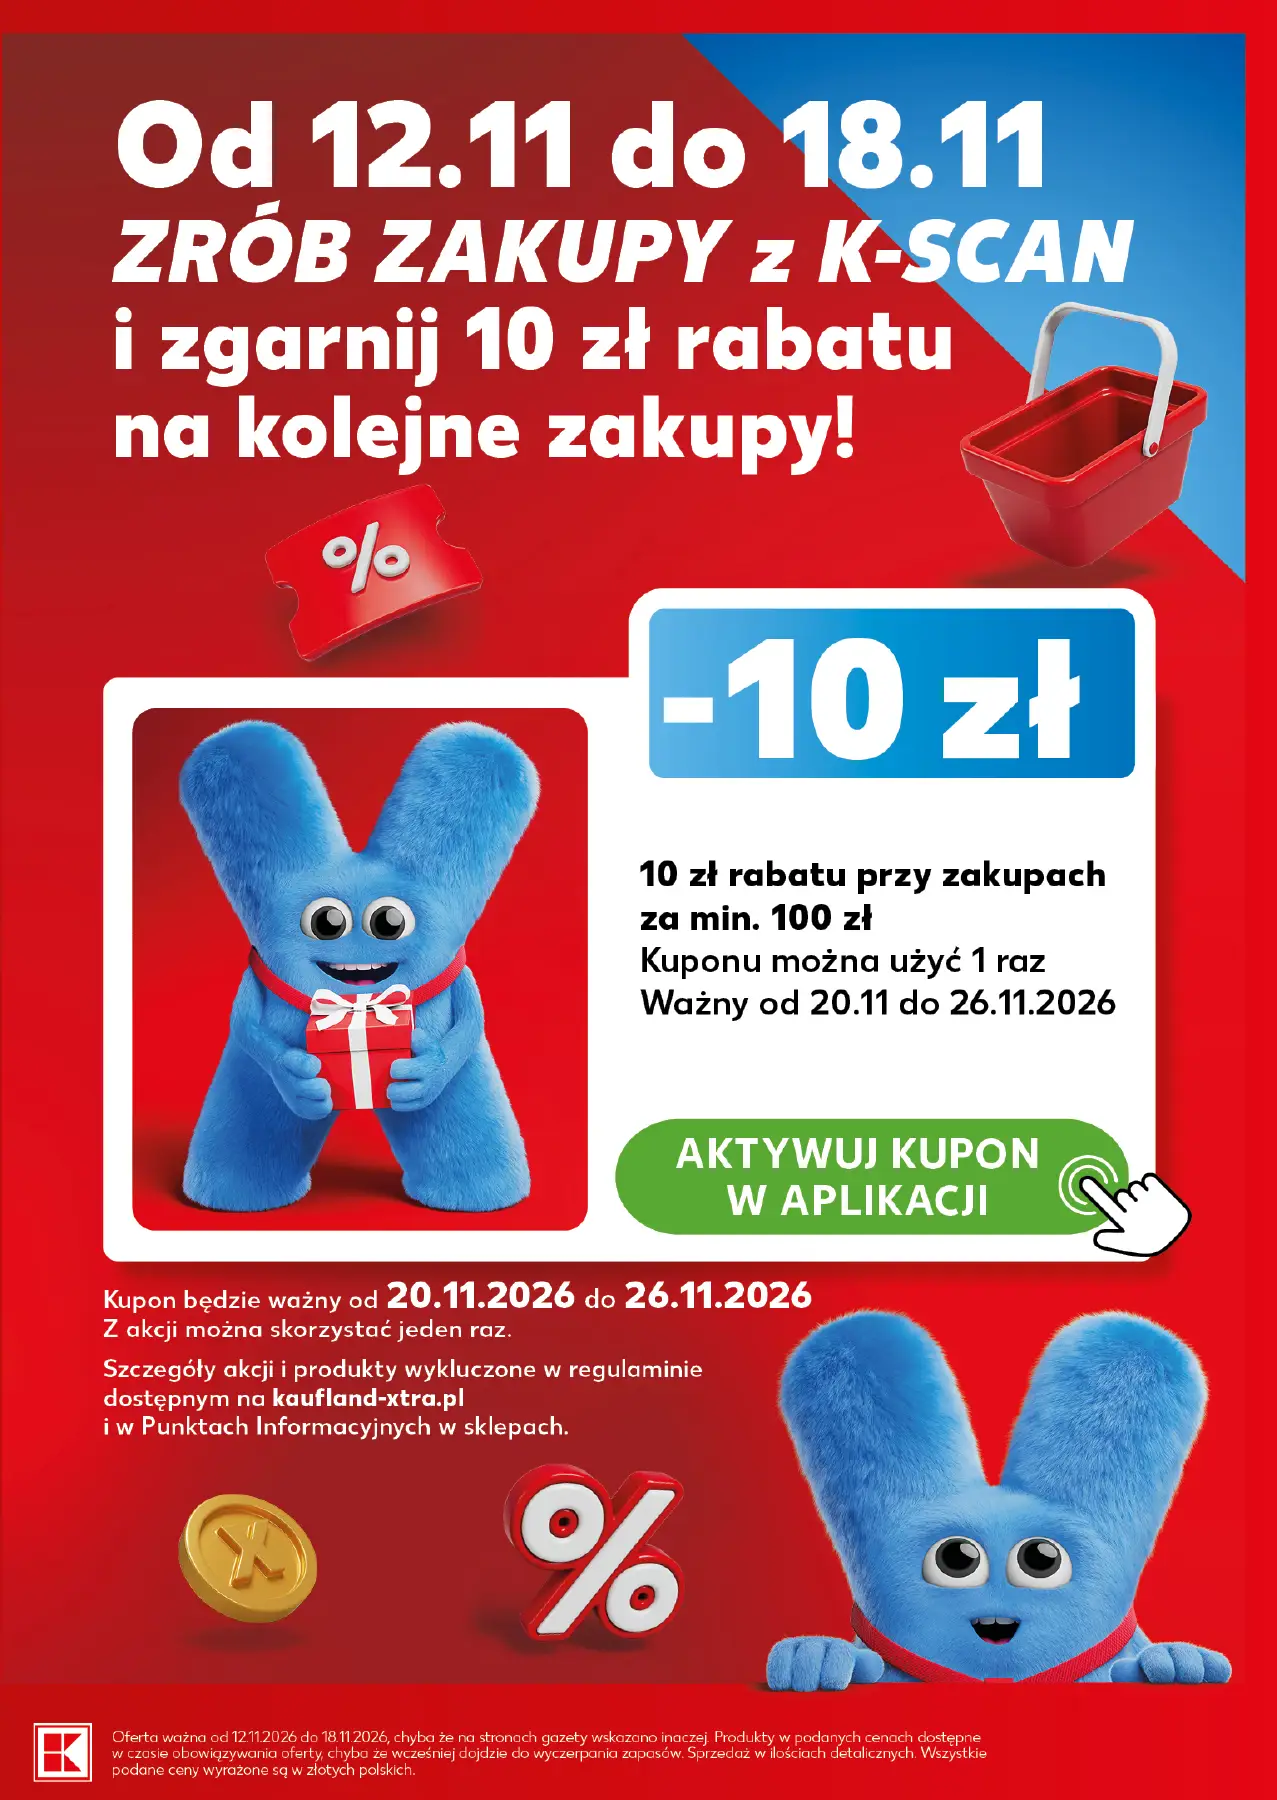 Od 12.11 do 18.11
ZRÓB ZAKUPY z K-SCAN
i zgarnij 10 zł rabatu
na kolejne zakupy!
%
-10 zł
10 zł rabatu przy zakupach
za min. 100 zł
Kuponu można użyć 1 raz
Ważny od 20.11 do 26.11.2026
AKTYWUJ KUPON
W APLIKACJI
Kupon będzie ważny od 20.11.2026 do 26.11.2026
Z akcji można skorzystać jeden raz.
Szczegóły akcji i produkty wykluczone w regulaminie
dostępnym na kaufland-xtra.pl
i w Punktach Informacyjnych w sklepach.
X
%
K
Oferta ważna od 12.11.2026 do 18.11.2026, chyba że na stronach gazety wskazano inaczej. Produkty w podanych cenach dostępne
w czasie obowiązywania oferty, chyba że wcześniej dojdzie do wyczerpania zapasów. Sprzedaż w ilościach detalicznych. Wszystkie
podane ceny wyrażone są w złotych polskich.